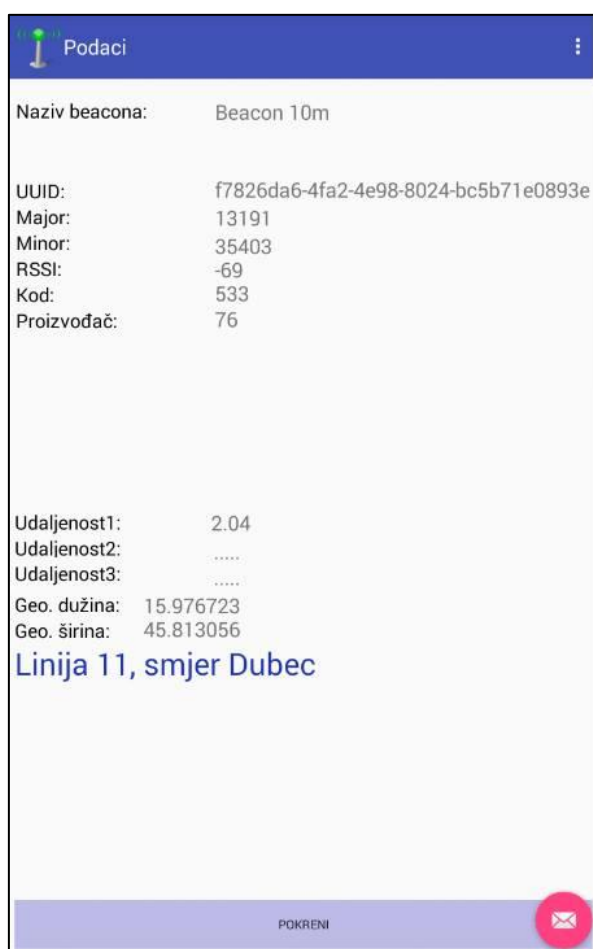 Podaci
Naziv beacona: Beacon 10m
UUID: f7826da6-4fa2-4e98-8024-bc5b71e0893e
Major: 13191
Minor: 35403
RSSI: -69
Kod: 533
Proizvođač: 76
Udaljenost1: 2.04
Udaljenost2: .....
Udaljenost3: .....
Geo. dužina: 15.976723
Geo. širina: 45.813056
Linija 11, smjer Dubec
POKRENI